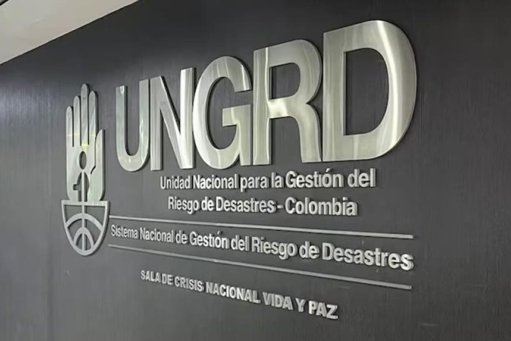 UNGRD
Unidad Nacional para la Gestión del
Riesgo de Desastres - Colombia
Sistema Nacional de Gestión del Riesgo de Desastres
SALA DE CRISIS NACIONAL VIDA Y PAZ